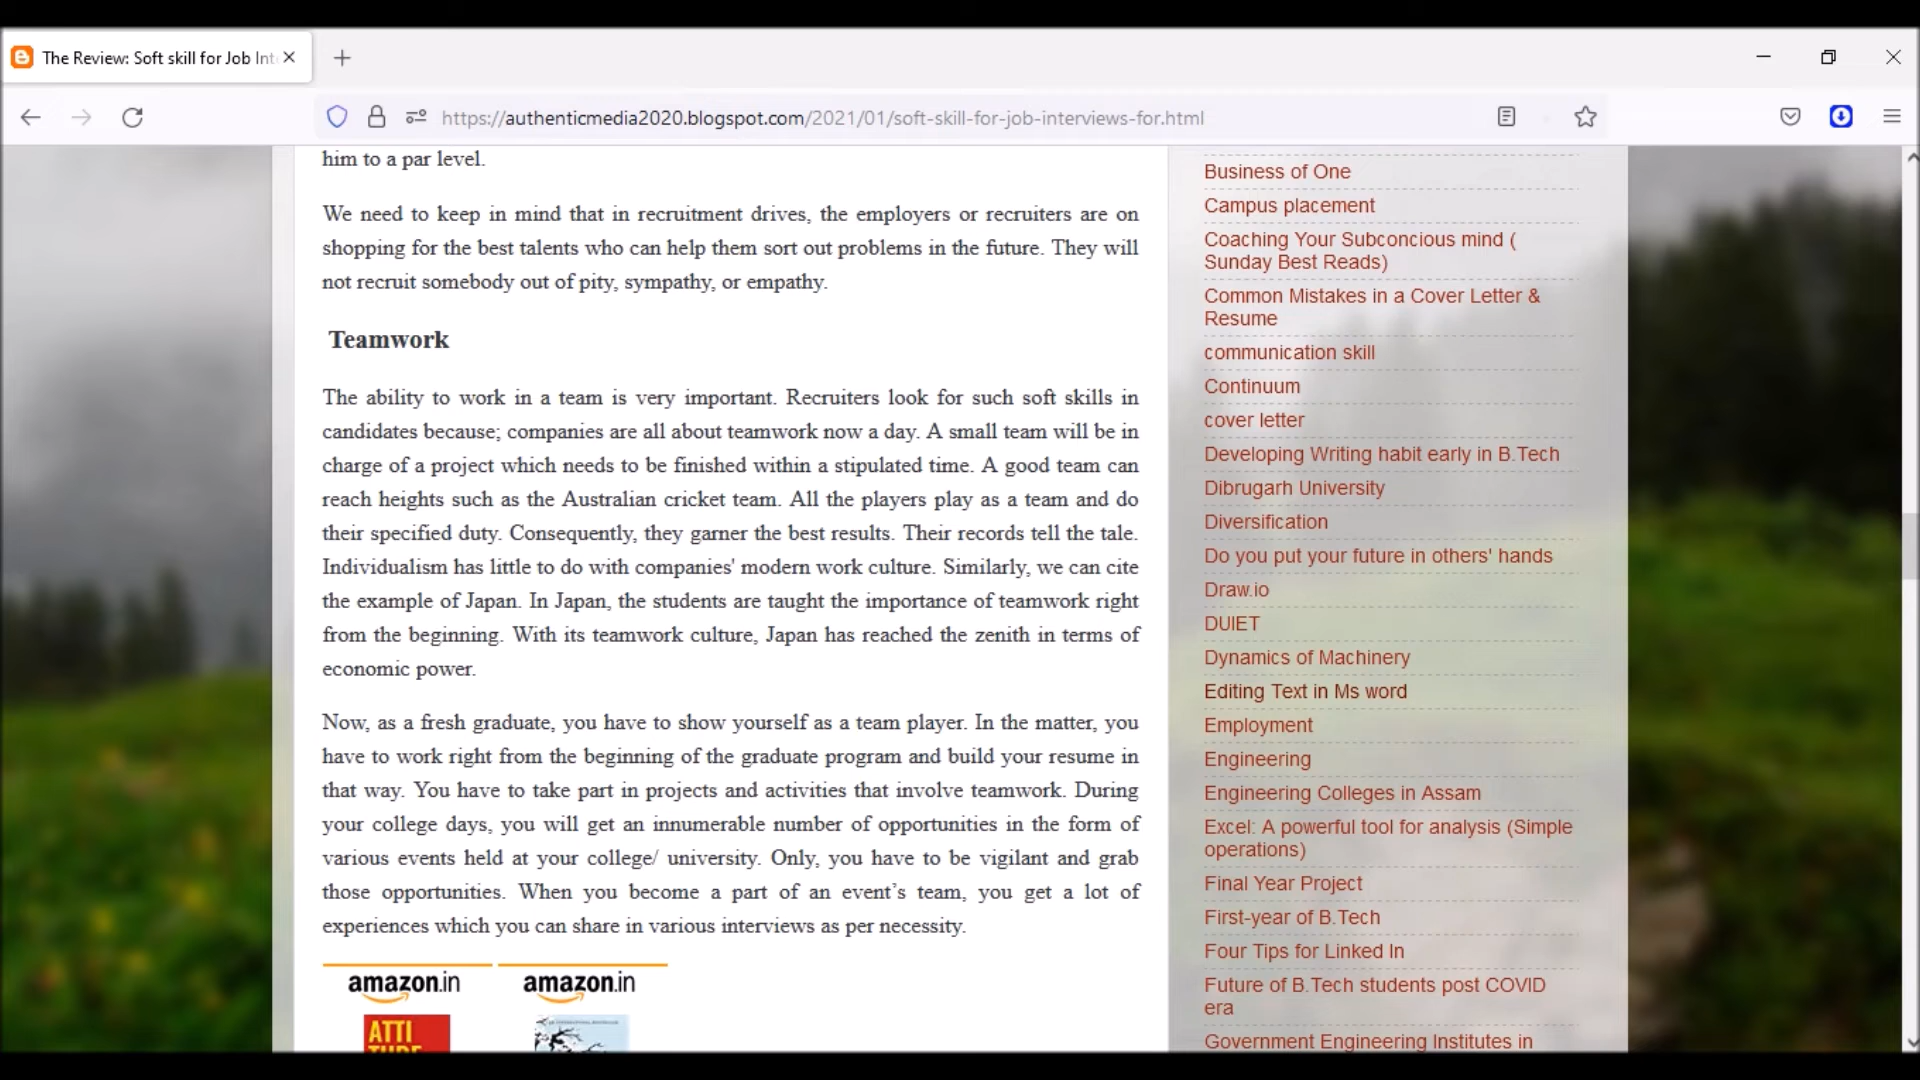 The Review: Soft skill for Job Int
https://authenticmedia2020.blogspot.com/2021/01/soft-skill-for-job-interviews-for.html
him to a par level.
We need to keep in mind that in recruitment drives, the employers or recruiters are on
shopping for the best talents who can help them sort out problems in the future. They will
not recruit somebody out of pity, sympathy, or empathy.
Teamwork
The ability to work in a team is very important. Recruiters look for such soft skills in
candidates because; companies are all about teamwork now a day. A small team will be in
charge of a project which needs to be finished within a stipulated time. A good team can
reach heights such as the Australian cricket team. All the players play as a team and do
their specified duty. Consequently, they garner the best results. Their records tell the tale.
Individualism has little to do with companies' modern work culture. Similarly, we can cite
the example of Japan. In Japan, the students are taught the importance of teamwork right
from the beginning. With its teamwork culture, Japan has reached the zenith in terms of
economic power.
Now, as a fresh graduate, you have to show yourself as a team player. In the matter, you
have to work right from the beginning of the graduate program and build your resume in
that way. You have to take part in projects and activities that involve teamwork. During
your college days, you will get an innumerable number of opportunities in the form of
various events held at your college/ university. Only, you have to be vigilant and grab
those opportunities. When you become a part of an event’s team, you get a lot of
experiences which you can share in various interviews as per necessity.
amazon.in amazon.in
ATTI
Business of One
Campus placement
Coaching Your Subconcious mind (
Sunday Best Reads)
Common Mistakes in a Cover Letter &
Resume
communication skill
Continuum
cover letter
Developing Writing habit early in B.Tech
Dibrugarh University
Diversification
Do you put your future in others' hands
Draw.io
DUIET
Dynamics of Machinery
Editing Text in Ms word
Employment
Engineering
Engineering Colleges in Assam
Excel: A powerful tool for analysis (Simple
operations)
Final Year Project
First-year of B.Tech
Four Tips for Linked In
Future of B.Tech students post COVID
era
Government Engineering Institutes in